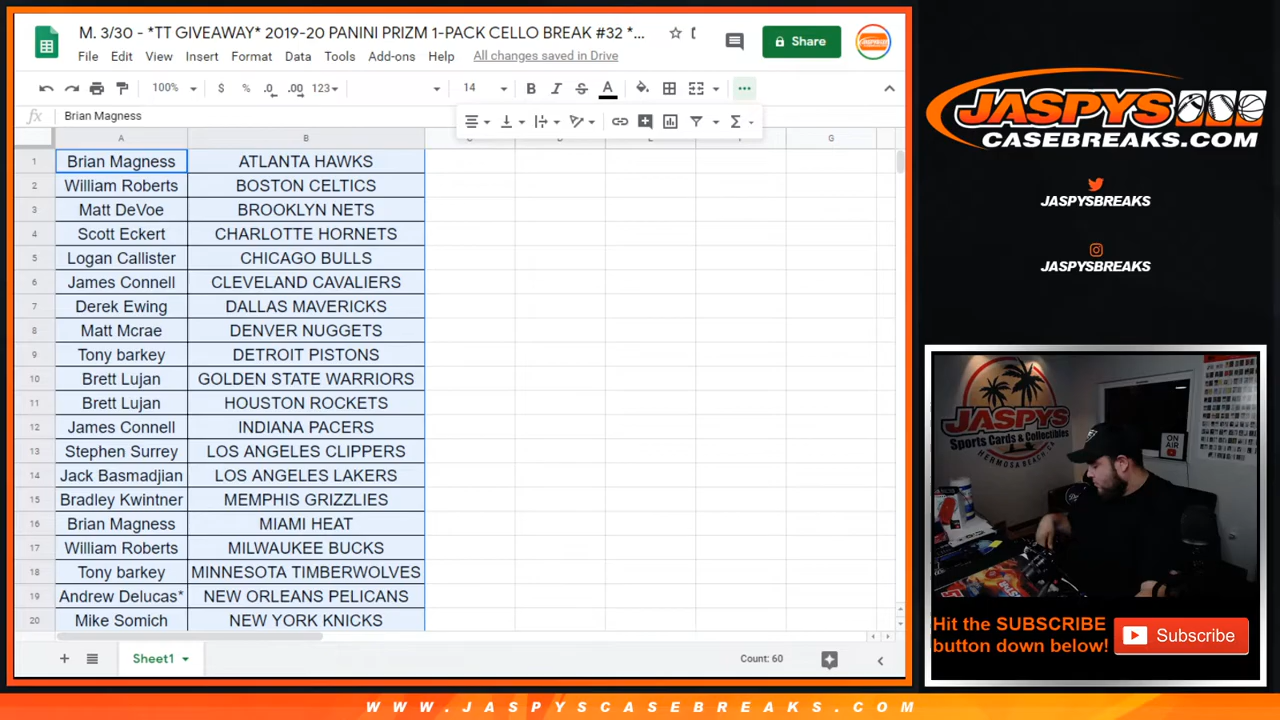 M. 3/30 - *TT GIVEAWAY* 2019-20 PANINI PRIZM 1-PACK CELLO BREAK #32 *...
Share
File Edit View Insert Format Data Tools Add-ons Help All changes saved in Drive
100% $ % .0 .00 123 14 B I S A
fx Brian Magness
A B G
1 Brian Magness ATLANTA HAWKS
2 William Roberts BOSTON CELTICS
3 Matt DeVoe BROOKLYN NETS
4 Scott Eckert CHARLOTTE HORNETS
5 Logan Callister CHICAGO BULLS
6 James Connell CLEVELAND CAVALIERS
7 Derek Ewing DALLAS MAVERICKS
8 Matt Mcrae DENVER NUGGETS
9 Tony barkey DETROIT PISTONS
10 Brett Lujan GOLDEN STATE WARRIORS
11 Brett Lujan HOUSTON ROCKETS
12 James Connell INDIANA PACERS
13 Stephen Surrey LOS ANGELES CLIPPERS
14 Jack Basmadjian LOS ANGELES LAKERS
15 Bradley Kwintner MEMPHIS GRIZZLIES
16 Brian Magness MIAMI HEAT
17 William Roberts MILWAUKEE BUCKS
18 Tony barkey MINNESOTA TIMBERWOLVES
19 Andrew Delucas* NEW ORLEANS PELICANS
20 Mike Somich NEW YORK KNICKS
Sheet1
Count: 60
JASPYS
CASEBREAKS.COM
JASPYSBREAKS
JASPYSBREAKS
JASPYS
Sports Cards & Collectibles
HERMOSA BEACH, CA
ON
AIR
Hit the SUBSCRIBE
button down below!
Subscribe
WWW.JASPYSCASEBREAKS.COM